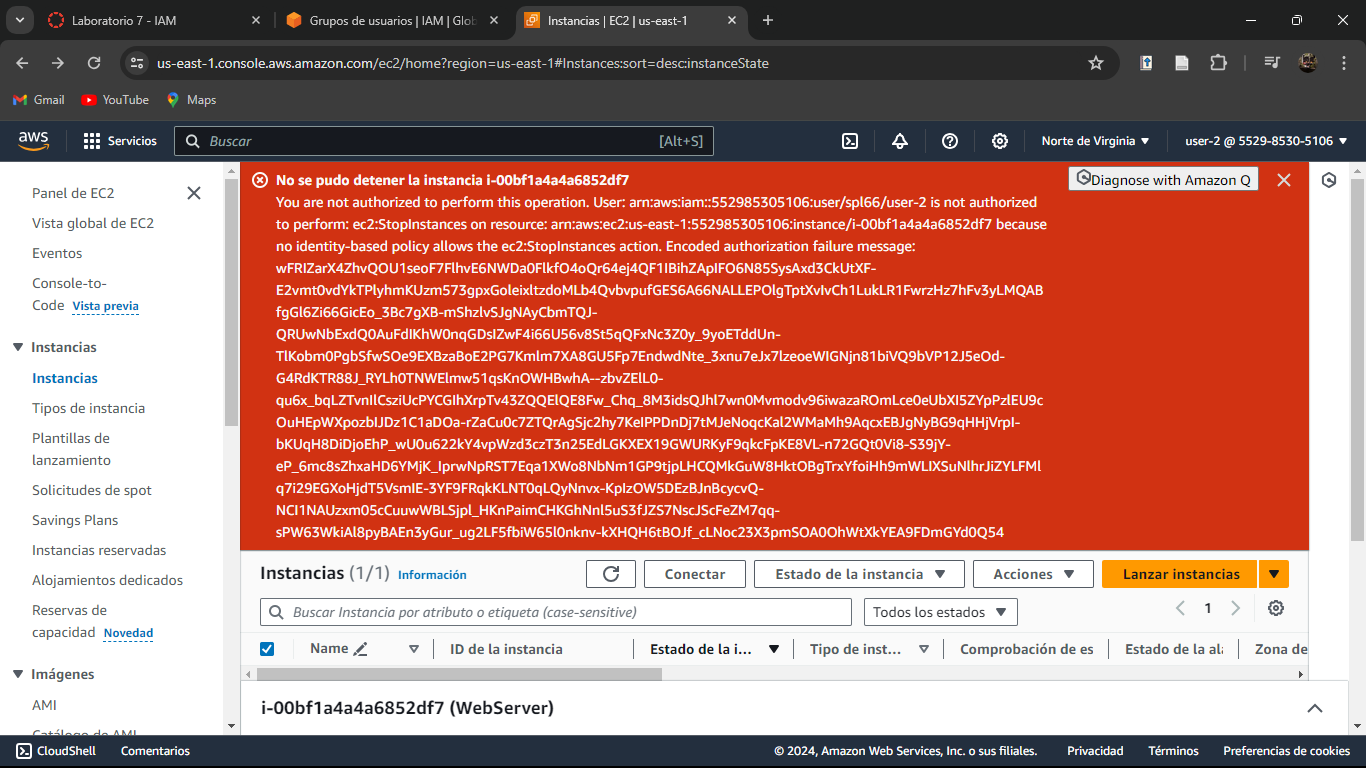 Laboratorio 7 - IAM
Grupos de usuarios | IAM | Glob
Instancias | EC2 | us-east-1
us-east-1.console.aws.amazon.com/ec2/home?region=us-east-1#Instances:sort=desc:instanceState
Gmail
YouTube
Maps
aws
Servicios
Buscar
[Alt+S]
Norte de Virginia
user-2 @ 5529-8530-5106
Panel de EC2
Vista global de EC2
Eventos
Console-to-
Code Vista previa
Instancias
Instancias
Tipos de instancia
Plantillas de
lanzamiento
Solicitudes de spot
Savings Plans
Instancias reservadas
Alojamientos dedicados
Reservas de
capacidad Novedad
Imágenes
AMI
Catálogo de AMI
No se pudo detener la instancia i-00bf1a4a4a6852df7
Diagnose with Amazon Q
You are not authorized to perform this operation. User: arn:aws:iam::552985305106:user/spl66/user-2 is not authorized
to perform: ec2:StopInstances on resource: arn:aws:ec2:us-east-1:552985305106:instance/i-00bf1a4a4a6852df7 because
no identity-based policy allows the ec2:StopInstances action. Encoded authorization failure message:
wFRIZarX4ZhvQOU1seoF7FlhvE6NWDa0FlkfO4oQr64ej4QF1IBihZApIFO6N85SysAxd3CkUtXF-
E2vmt0vdYkTPlyhmKUzm573gpxGoleixltzdoMLb4QvbvpufGES6A66NALLEPOlgTptXvIvCh1LukLR1FwrzHz7hFv3yLMQAB
fgGl6Zi66GicEo_3Bc7gXB-mShzlvSJgNAyCbmTQJ-
QRUwNbExdQ0AuFdIKhW0nqGDsIZwF4i66U56v8St5qQFxNc3Z0y_9yoETddUn-
TlKobm0PgbSfwSOe9EXBzaBoE2PG7Kmlm7XA8GU5Fp7EndwdNte_3xnu7eJx7lzeoeWIGNjn81biVQ9bVP12J5eOd-
G4RdKTR88J_RYLh0TNWElmw51qsKnOWHBwhA--zbvZElL0-
qu6x_bqLZTvnIlCsziUcPYCGIhXrpTv43ZQQElQE8Fw_Chq_8M3idsQJhl7wn0Mvmodv96iwazaROmLce0eUbXI5ZYpPzlEU9c
OuHEpWXpozbIJDz1C1aDOa-rZaCu0c7ZTQrAgSjc2hy7KeIPPDnDj7tMJeNoqcKal2WMaMh9AqcxEBJgNyBG9qHHjVrpI-
bKUqH8DiDjoEhP_wU0u622kY4vpWzd3czT3n25EdLGKXEX19GWURKyF9qkcFpKE8VL-n72GQt0Vi8-S39jY-
eP_6mc8sZhxaHD6YMjK_IprwNpRST7Eqa1XWo8NbNm1GP9tjpLHCQMkGuW8HktOBgTrxYfoiHh9mWLIXSuNlhrJiZYLFMl
q7i29EGXoHjdT5VsmIE-3YF9FRqkKLNT0qLQyNnvx-KpIzOW5DEzBJnBcycvQ-
NCI1NAUzxm05cCuuwWBLSjpl_HKnPaimCHKGhNnl5uS3fJZS7NscJScFeZM7qq-
sPW63WkiAl8pyBAEn3yGur_ug2LF5fbiW65l0nknv-kXHQH6tBOJf_cLNoc23X3pmSOA0OhWtXkYEA9FDmGYd0Q54
Instancias (1/1) Información
Conectar
Estado de la instancia
Acciones
Lanzar instancias
Buscar Instancia por atributo o etiqueta (case-sensitive)
Todos los estados
1
Name
ID de la instancia
Estado de la i...
Tipo de inst...
Comprobación de es
Estado de la al
Zona de
i-00bf1a4a4a6852df7 (WebServer)
CloudShell
Comentarios
© 2024, Amazon Web Services, Inc. o sus filiales.
Privacidad
Términos
Preferencias de cookies